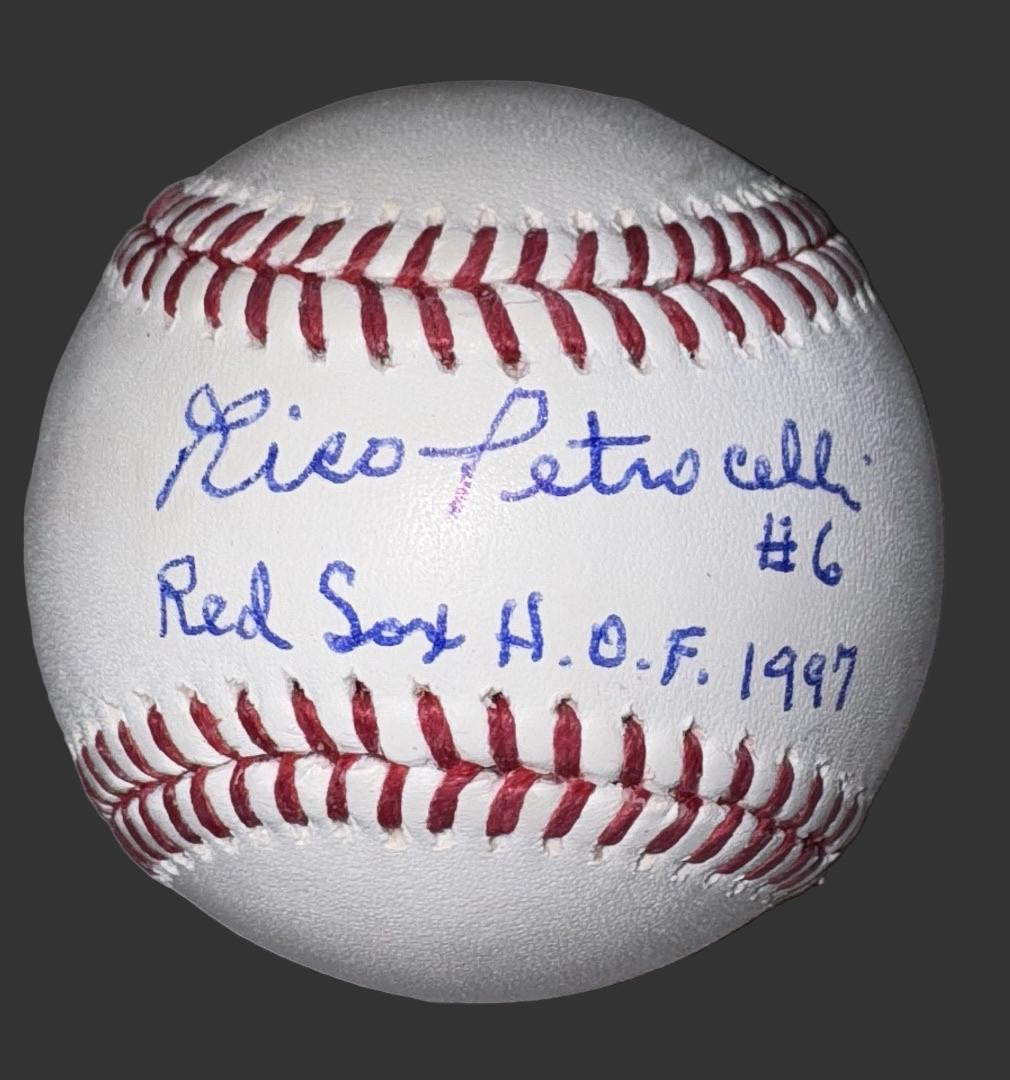 Rico Petrocelli
#6
Red Sox H.O.F. 1997